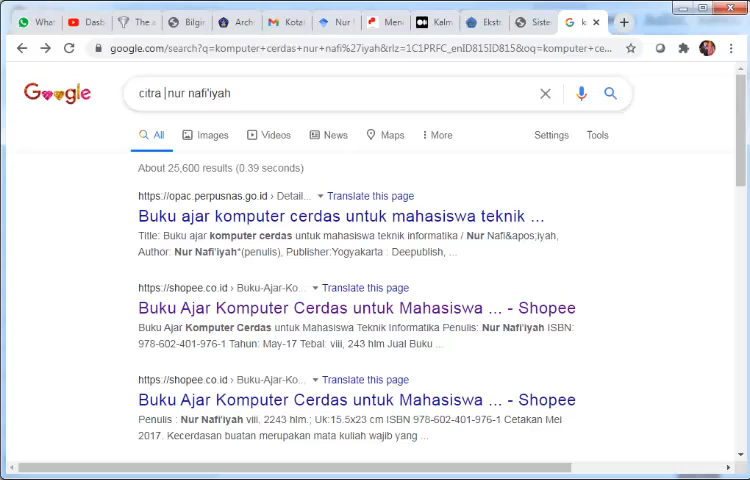 What
Dasb
The a
Bilgin
Arch
Kotal
Nur
Mene
Kalm
Ekstr
Siste
k
google.com/search?q=komputer+cerdas+nur+nafi%27iyah&rlz=1C1PRFC_enID815ID815&oq=komputer+ce...
Google
citra nur nafi'iyah
All Images Videos News Maps More Settings Tools
About 25,600 results (0.39 seconds)
https://opac.perpusnas.go.id › Detail... Translate this page
Buku ajar komputer cerdas untuk mahasiswa teknik ...
Title: Buku ajar komputer cerdas untuk mahasiswa teknik informatika / Nur Nafi&apos;iyah,
Author: Nur Nafi'iyah*(penulis), Publisher:Yogyakarta : Deepublish, ...
https://shopee.co.id › Buku-Ajar-Ko... Translate this page
Buku Ajar Komputer Cerdas untuk Mahasiswa ... - Shopee
Buku Ajar Komputer Cerdas untuk Mahasiswa Teknik Informatika Penulis: Nur Nafi'iyah ISBN:
978-602-401-976-1 Tahun: May-17 Tebal: viii, 243 hlm Jual Buku ...
https://shopee.co.id › Buku-Ajar-Ko... Translate this page
Buku Ajar Komputer Cerdas untuk Mahasiswa ... - Shopee
Penulis : Nur Nafi'iyah viii, 2243 hlm.; Uk:15.5x23 cm ISBN 978-602-401-976-1 Cetakan Mei
2017. Kecerdasan buatan merupakan mata kuliah wajib yang ...